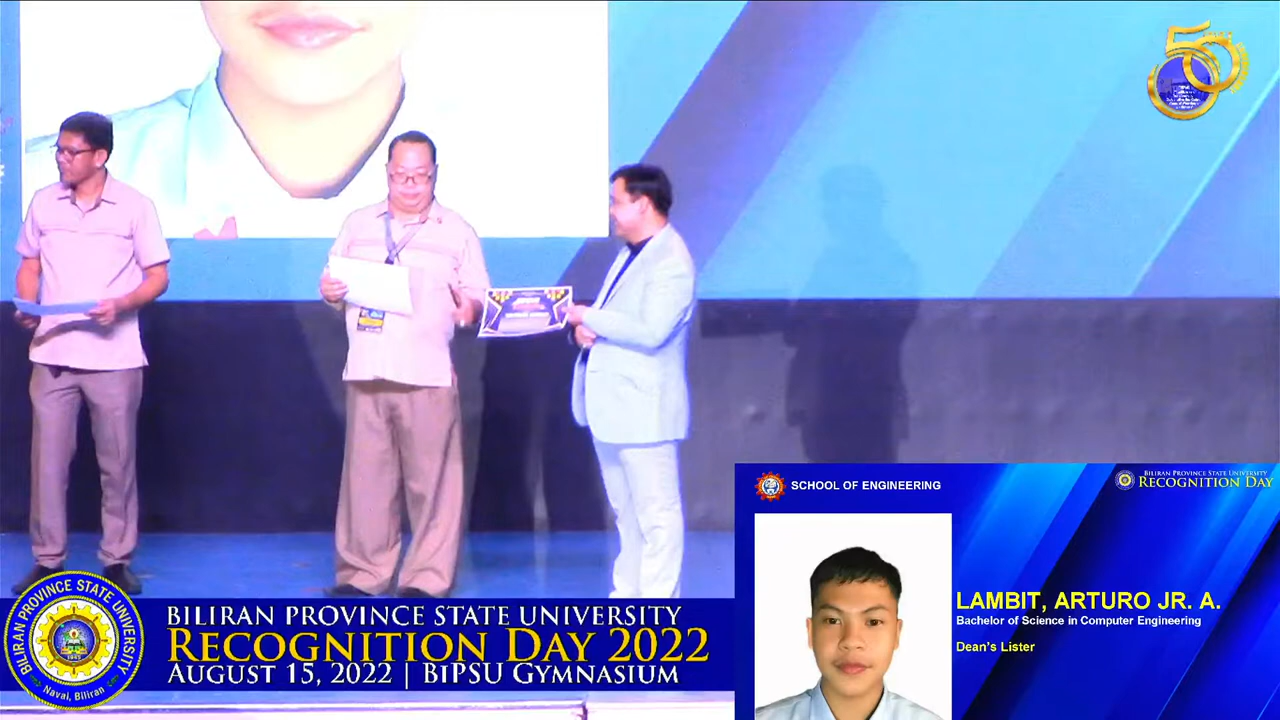 50
SCHOOL OF ENGINEERING
BILIRAN PROVINCE STATE UNIVERSITY
RECOGNITION DAY
LAMBIT, ARTURO JR. A.
Bachelor of Science in Computer Engineering
Dean's Lister
BILIRAN PROVINCE STATE UNIVERSITY
Naval, Biliran
BILIRAN PROVINCE STATE UNIVERSITY
RECOGNITION DAY 2022
AUGUST 15, 2022 | BIPSU GYMNASIUM